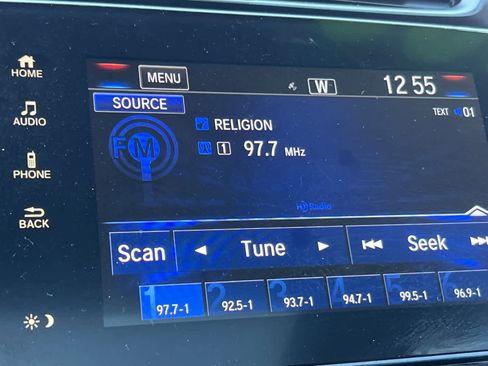 HOME
MENU
W
12 55
SOURCE
TEXT 01
AUDIO
RELIGION
FM
1 97.7 MHz
PHONE
HD Radio
BACK
Scan
Tune
Seek
1 2 3 4 5 6
97.7-1 92.5-1 93.7-1 94.7-1 99.5-1 96.9-1